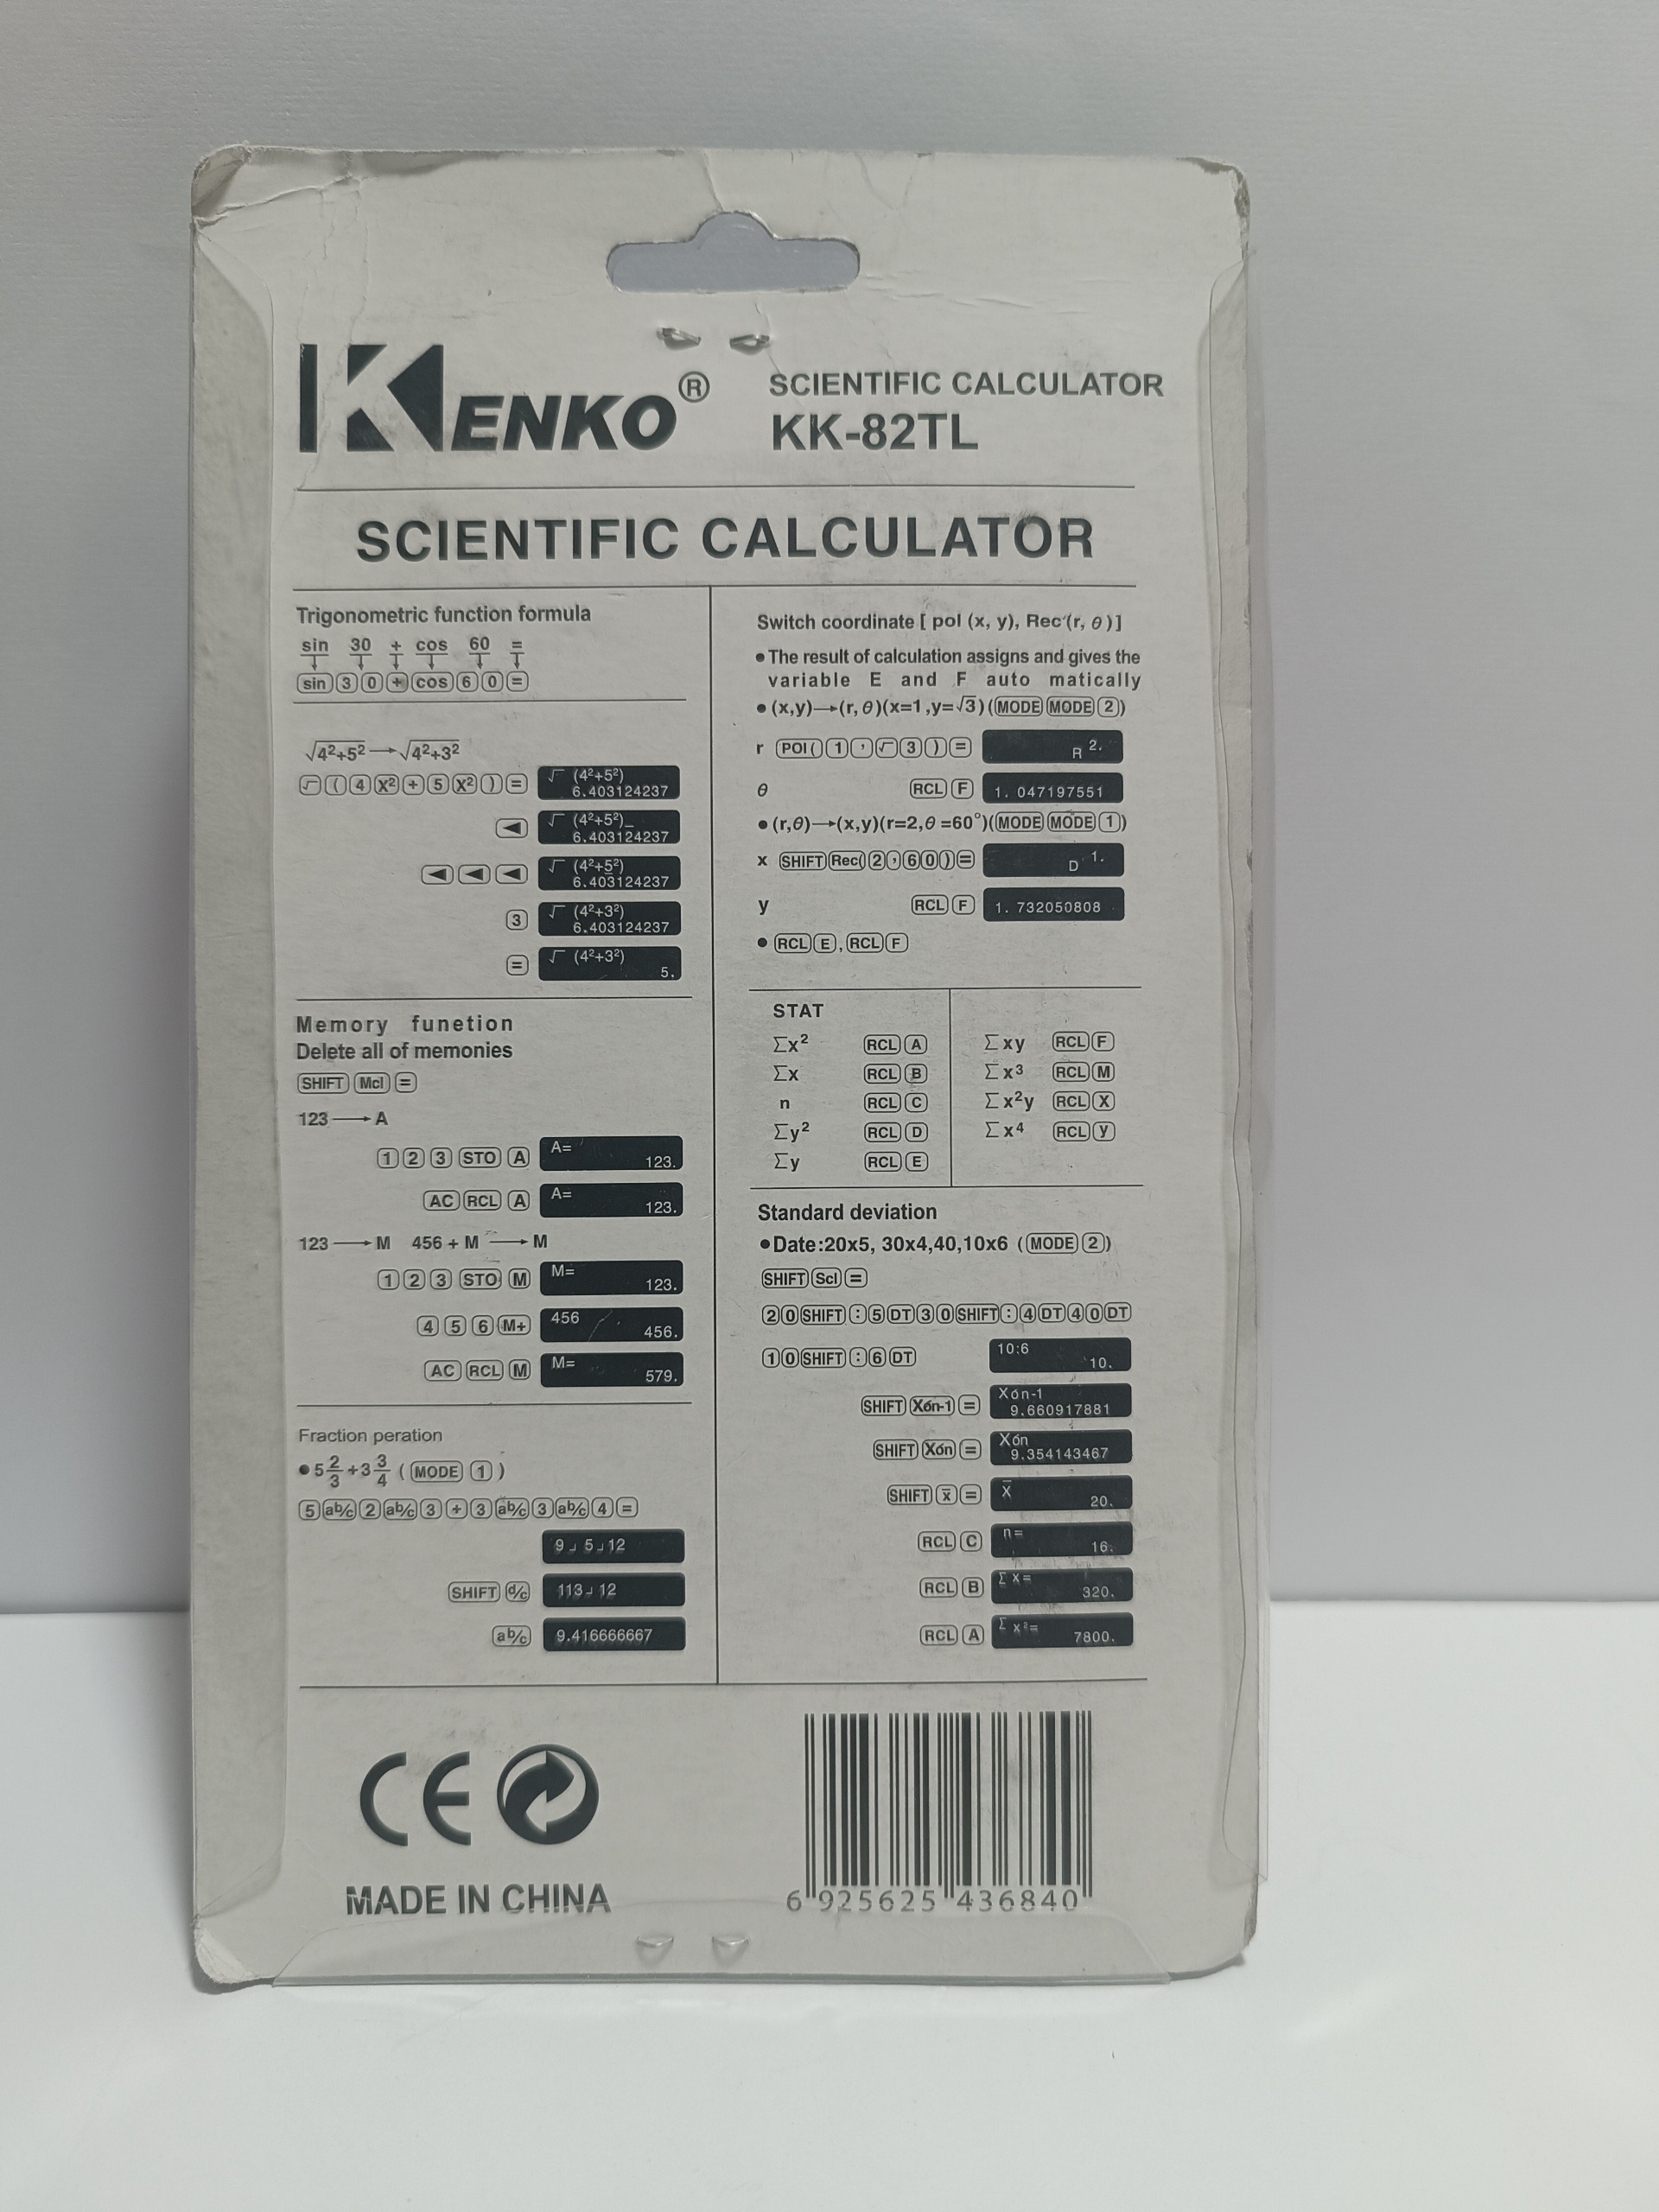 KENKO®
SCIENTIFIC CALCULATOR
KK-82TL
SCIENTIFIC CALCULATOR
Trigonometric function formula
sin 30 + cos 60 =
sin 3 0 + cos 6 0 =
√4²+5² → √4²+3²
√ ( 4 X² + 5 X² ) = √ (4²+5²)
6.403124237
◀ √ (4²+5²)_
6.403124237
◀ ◀ ◀ √ (4²+5²)
6.403124237
3 √ (4²+3²)
6.403124237
= √ (4²+3²)
5.
Memory funetion
Delete all of memonies
SHIFT Mcl =
123 → A
1 2 3 STO A A=
123.
AC RCL A A=
123.
123 → M 456 + M → M
1 2 3 STO M M=
123.
4 5 6 M+ 456
456.
AC RCL M M=
579.
Fraction peration
●5 2/3 +3 3/4 ( MODE 1 )
5 ab/c 2 ab/c 3 + 3 ab/c 3 ab/c 4 =
9⌟5⌟12
SHIFT d/c 113⌟12
ab/c 9.416666667
Switch coordinate [ pol (x, y), Rec'(r, θ )]
●The result of calculation assigns and gives the
variable E and F auto matically
●(x,y)→(r, θ)(x=1,y=√3)(MODE MODE 2)
r POl( 1 , √ 3 ) = R 2.
θ RCL F 1. 047197551
●(r,θ)→(x,y)(r=2,θ =60°)(MODE MODE 1)
x SHIFT Rec( 2 , 6 0 ) = D 1.
y RCL F 1. 732050808
●RCL E , RCL F
STAT
Σx² RCL A Σxy RCL F
Σx RCL B Σx³ RCL M
n RCL C Σx²y RCL X
Σy² RCL D Σx⁴ RCL y
Σy RCL E
Standard deviation
●Date:20x5, 30x4,40,10x6 (MODE 2)
SHIFT Scl =
2 0 SHIFT : 5 DT 3 0 SHIFT : 4 DT 4 0 DT
1 0 SHIFT : 6 DT 10:6
10.
SHIFT Xón-1 = Xón-1
9.660917881
SHIFT Xón = Xón
9.354143467
SHIFT x̄ = X̄
20.
RCL C n=
16.
RCL B Σx=
320.
RCL A Σx²=
7800.
CE
MADE IN CHINA
6 925625 436840